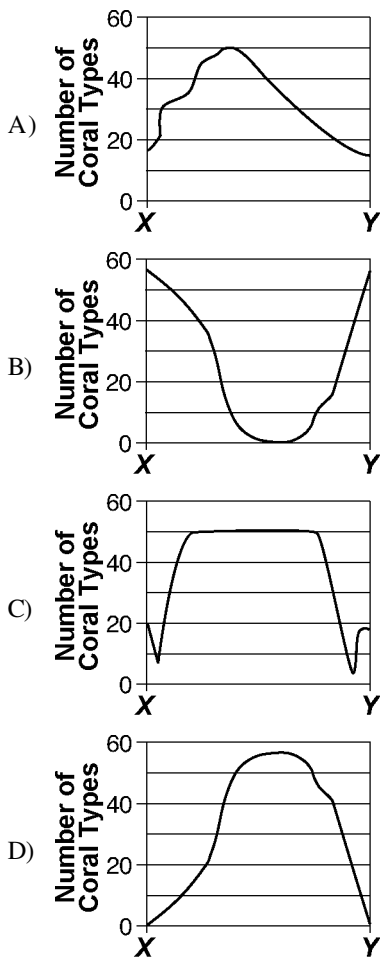 A)
Number of
Coral Types
60
40
20
0
X
Y
B)
Number of
Coral Types
60
40
20
0
X
Y
C)
Number of
Coral Types
60
40
20
0
X
Y
D)
Number of
Coral Types
60
40
20
0
X
Y